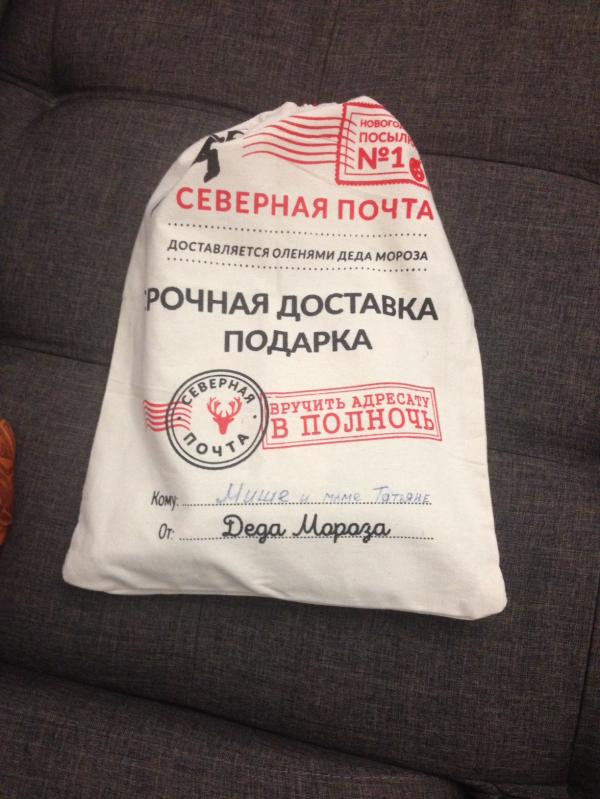 ПОСЫЛ
№1
СЕВЕРНАЯ ПОЧТА
ДОСТАВЛЯЕТСЯ ОЛЕНЯМИ ДЕДА МОРОЗА
РОЧНАЯ ДОСТАВКА
ПОДАРКА
СЕВЕРНАЯ
ПОЧТА
ВРУЧИТЬ АДРЕСАТУ
В ПОЛНОЧЬ
Кому: Мише и маме Татьяне
От: Деда Мороза